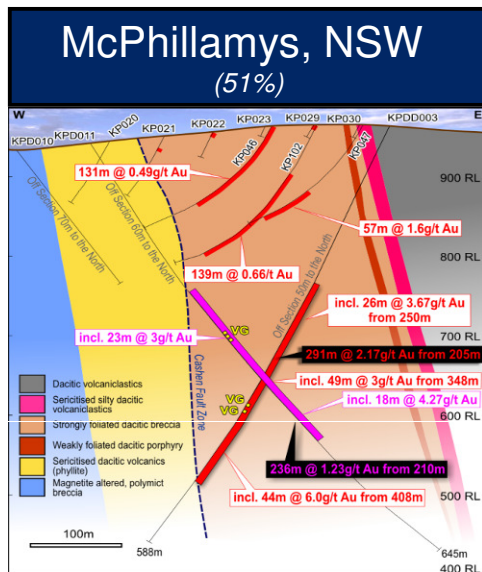 McPhillamys, NSW
(51%)
W
E
KPD010
KPD011
KP020
KP021
KP022
KP023
KP029
KP030
KPDD003
KP046
KP102
KP047
900 RL
800 RL
700 RL
600 RL
500 RL
400 RL
131m @ 0.49g/t Au
57m @ 1.6g/t Au
139m @ 0.66/t Au
Off Section 70m to the North
Off Section 60m to the North
Off Section 50m to the North
incl. 26m @ 3.67g/t Au
from 250m
incl. 23m @ 3g/t Au
VG
291m @ 2.17g/t Au from 205m
incl. 49m @ 3g/t Au from 348m
incl. 18m @ 4.27g/t Au
VG
VG
Cashen Fault Zone
236m @ 1.23g/t Au from 210m
incl. 44m @ 6.0g/t Au from 408m
Dacitic volcaniclastics
Sericitised silty dacitic
volcaniclastics
Strongly foliated dacitic breccia
Weakly foliated dacitic porphyry
Sericitised dacitic volcanics
(phyllite)
Magnetite altered, polymict
breccia
100m
588m
645m